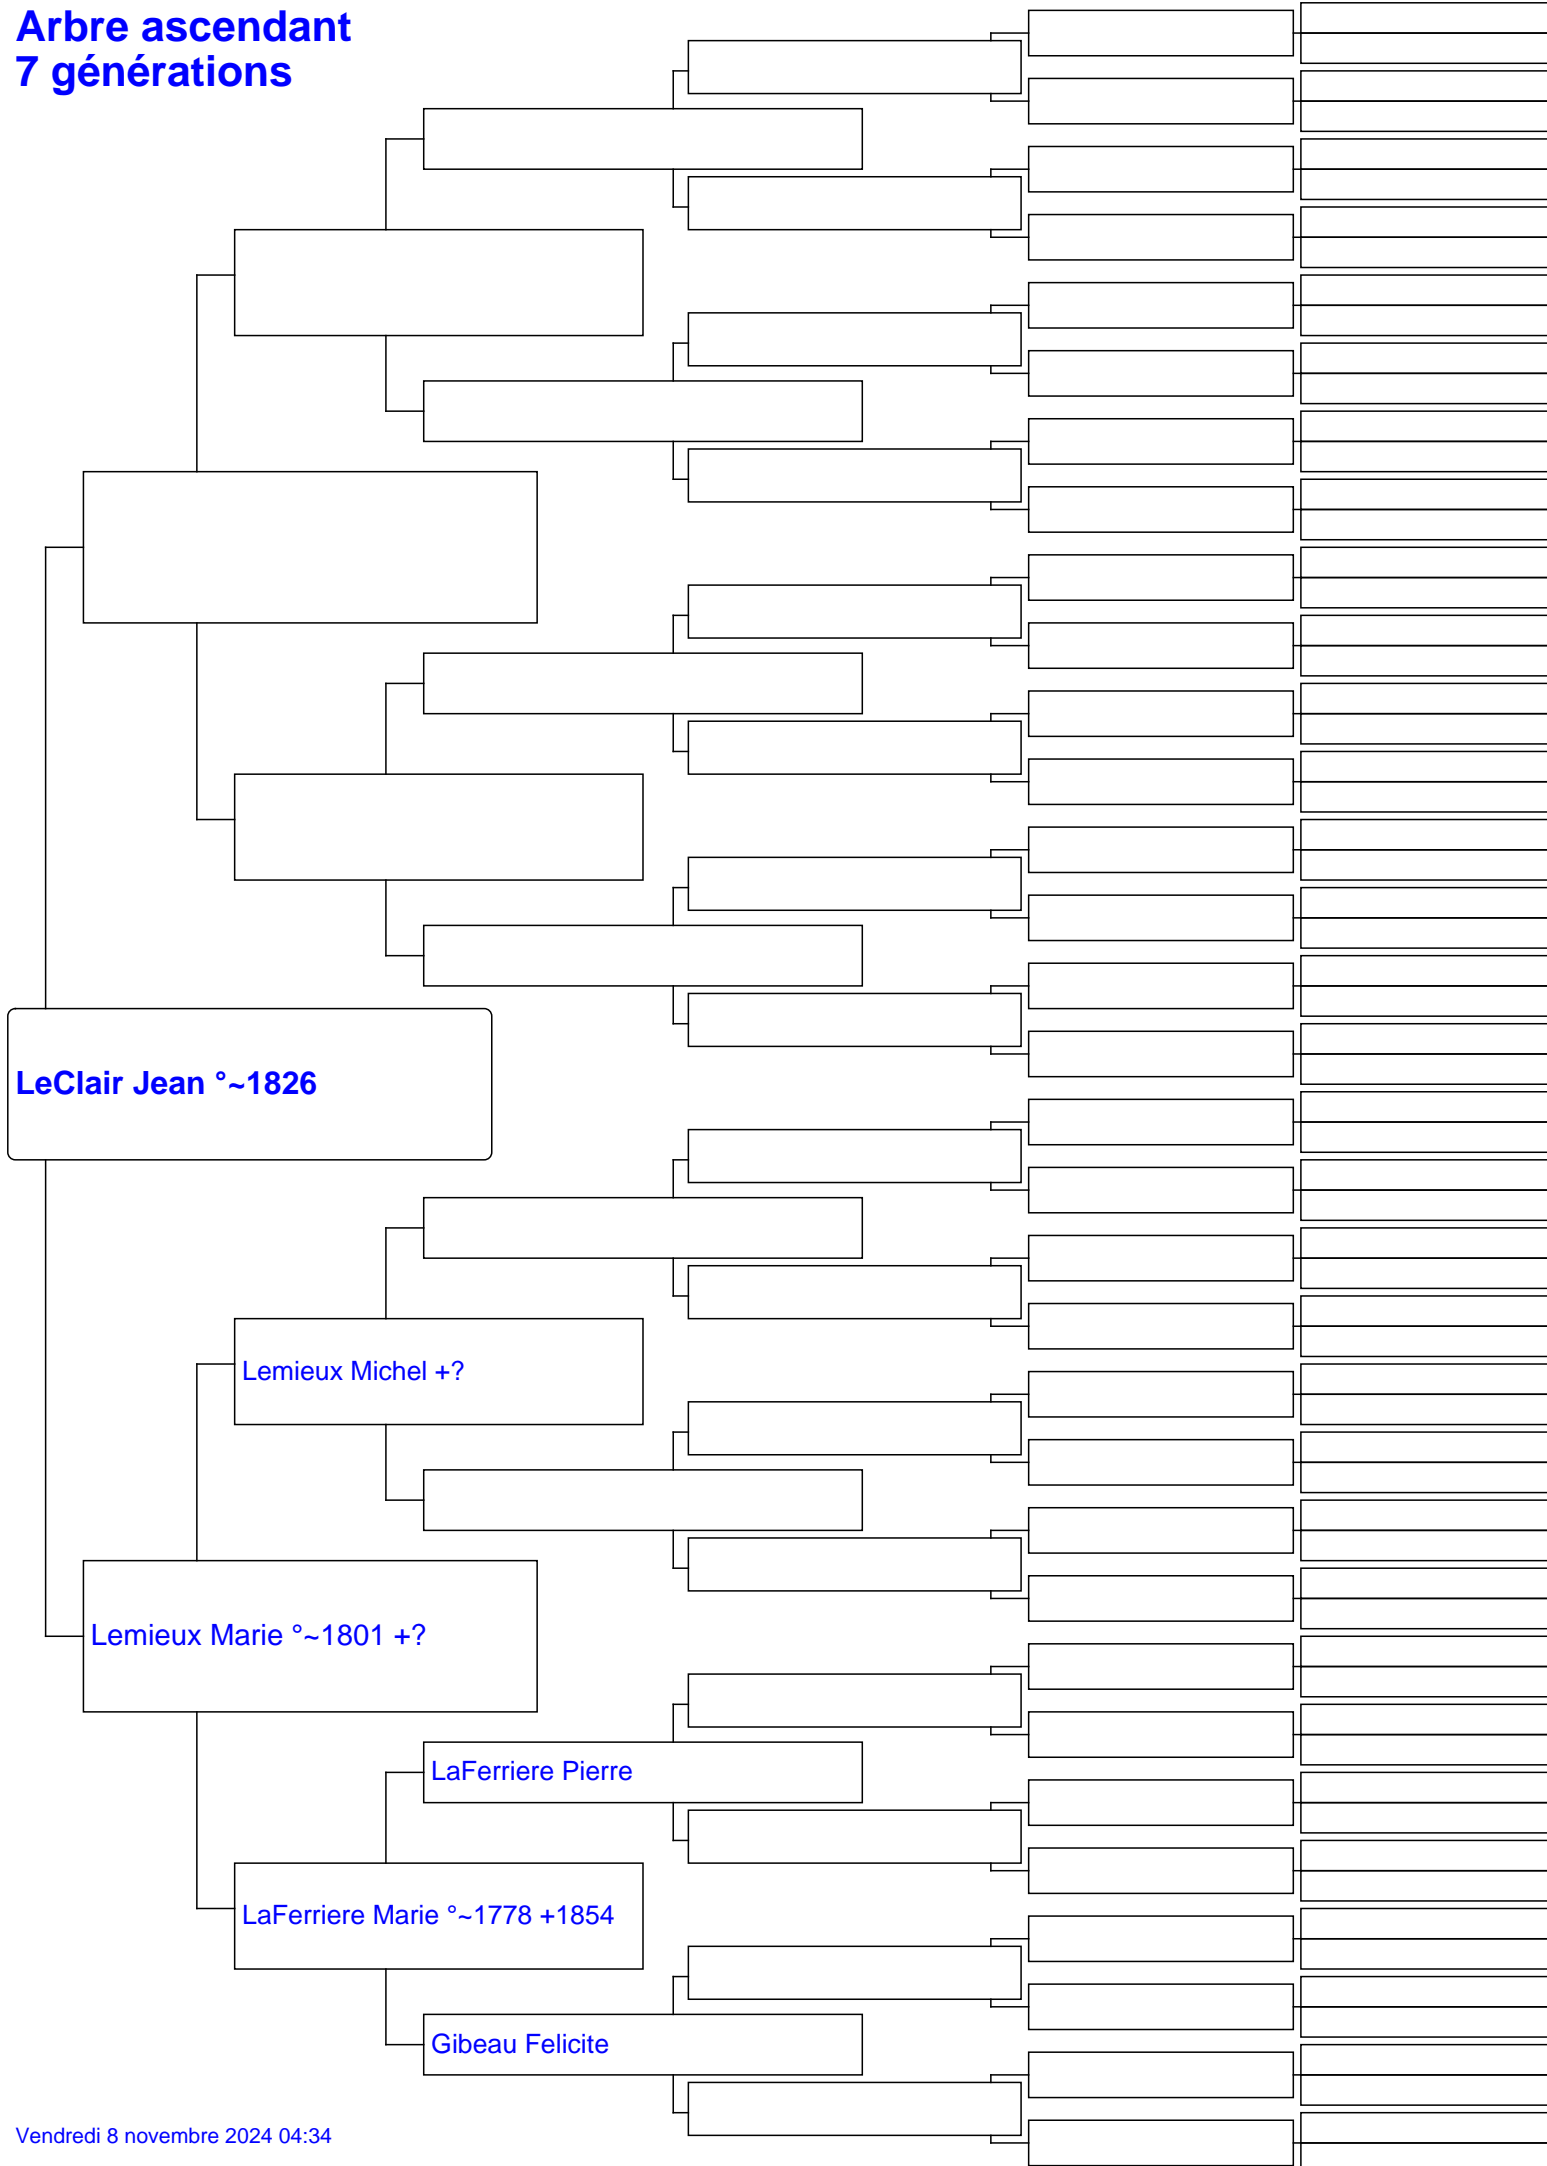 Arbre ascendant
7 générations
LeClair Jean °~1826
Lemieux Michel +?
Lemieux Marie °~1801 +?
LaFerriere Pierre
LaFerriere Marie °~1778 +1854
Gibeau Felicite
Vendredi 8 novembre 2024 04:34